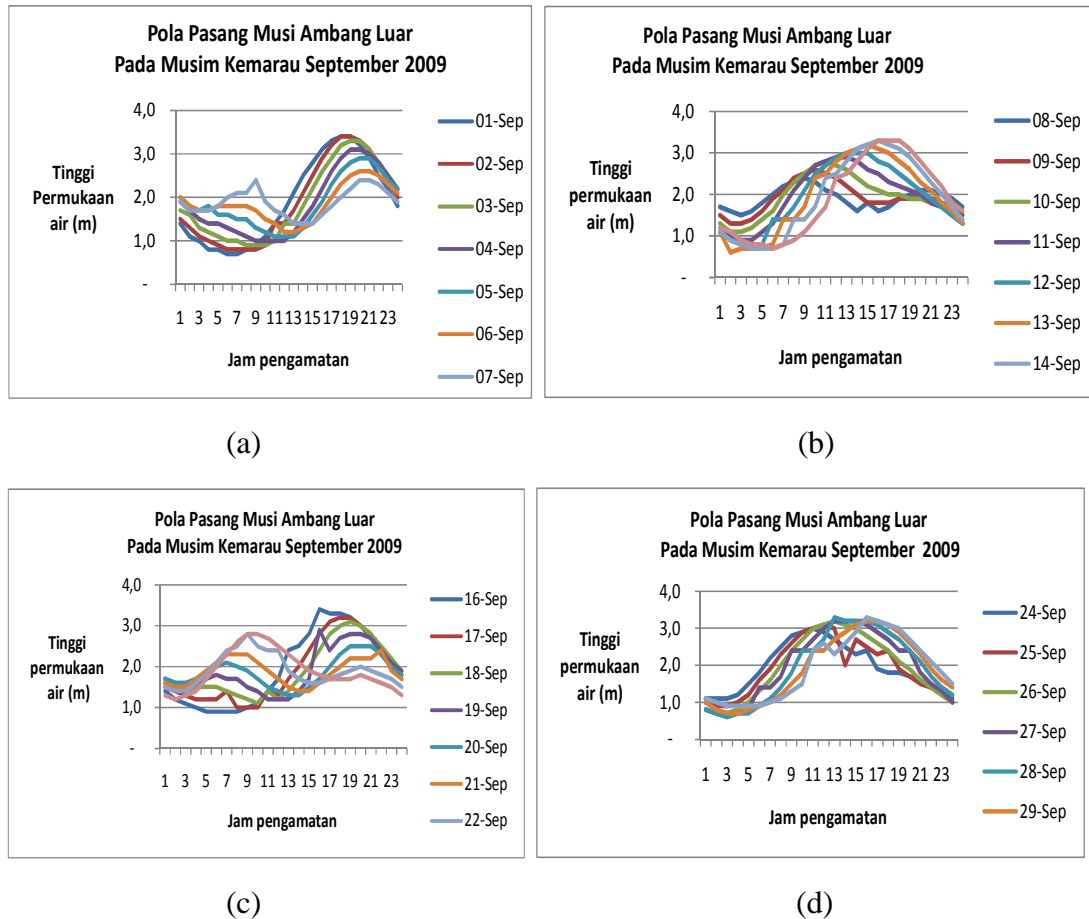 Pola Pasang Musi Ambang Luar
Pada Musim Kemarau September 2009
4,0
3,0
2,0
1,0
-
Tinggi
Permukaan
air (m)
1 3 5 7 9 11 13 15 17 19 21 23
Jam pengamatan
01-Sep
02-Sep
03-Sep
04-Sep
05-Sep
06-Sep
07-Sep
(a)
Pola Pasang Musi Ambang Luar
Pada Musim Kemarau September 2009
4,0
3,0
2,0
1,0
-
Tinggi
permukaan
air (m)
1 3 5 7 9 11 13 15 17 19 21 23
Jam pengamatan
08-Sep
09-Sep
10-Sep
11-Sep
12-Sep
13-Sep
14-Sep
(b)
Pola Pasang Musi Ambang Luar
Pada Musim Kemarau September 2009
4,0
3,0
2,0
1,0
-
Tinggi
permukaan
air (m)
1 3 5 7 9 11 13 15 17 19 21 23
Jam pengamatan
16-Sep
17-Sep
18-Sep
19-Sep
20-Sep
21-Sep
22-Sep
(c)
Pola Pasang Musi Ambang Luar
Pada Musim Kemarau September 2009
4,0
3,0
2,0
1,0
-
Tinggi
permukaan
air (m)
1 3 5 7 9 11 13 15 17 19 21 23
Jam pengamatan
24-Sep
25-Sep
26-Sep
27-Sep
28-Sep
29-Sep
(d)